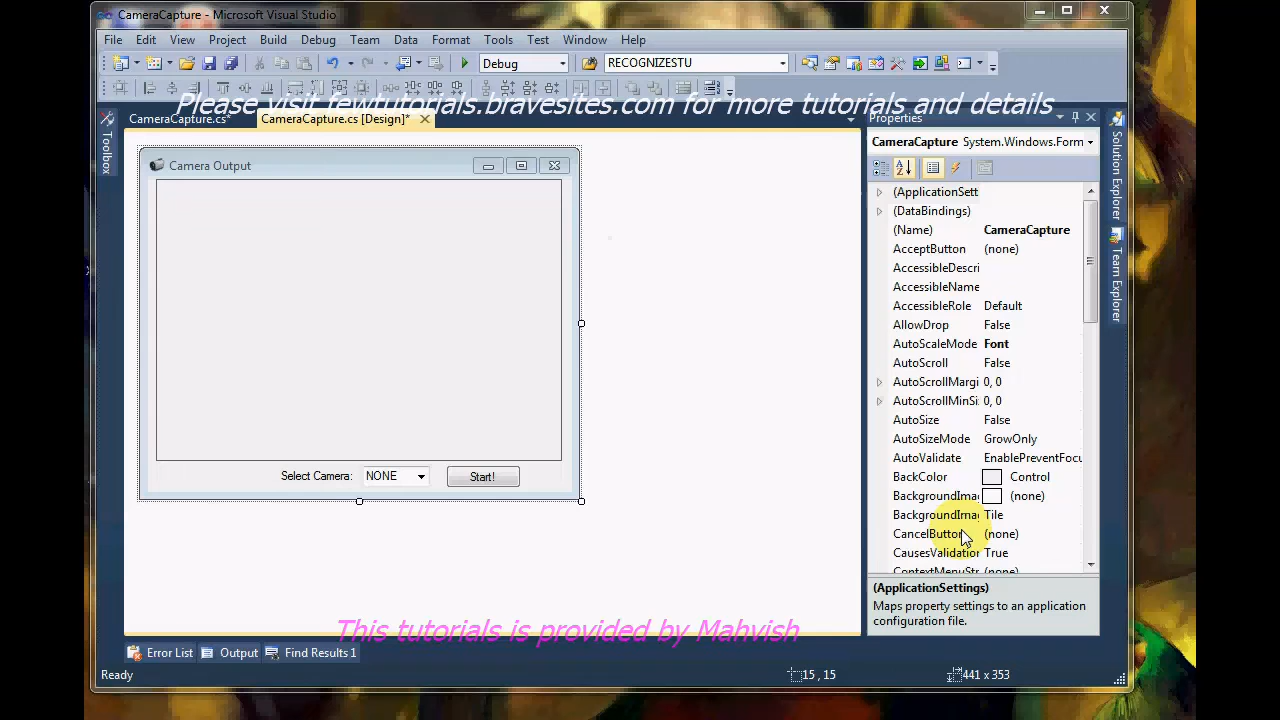 CameraCapture - Microsoft Visual Studio
File Edit View Project Build Debug Team Data Format Tools Test Window Help
Debug RECOGNIZESTU
Please visit fewtutorials.bravesites.com for more tutorials and details
CameraCapture.cs* CameraCapture.cs [Design]*
Toolbox
Camera Output
Select Camera: NONE Start!
Properties
CameraCapture System.Windows.Form
(ApplicationSett
(DataBindings)
(Name) CameraCapture
AcceptButton (none)
AccessibleDescri
AccessibleName
AccessibleRole Default
AllowDrop False
AutoScaleMode Font
AutoScroll False
AutoScrollMargi 0, 0
AutoScrollMinSi 0, 0
AutoSize False
AutoSizeMode GrowOnly
AutoValidate EnablePreventFocu
BackColor Control
BackgroundIma (none)
BackgroundIma Tile
CancelButton (none)
CausesValidation True
ContextMenuStr (none)
(ApplicationSettings)
Maps property settings to an application
configuration file.
Solution Explorer
Team Explorer
This tutorials is provided by Mahvish
Error List Output Find Results 1
Ready 15 , 15 441 x 353